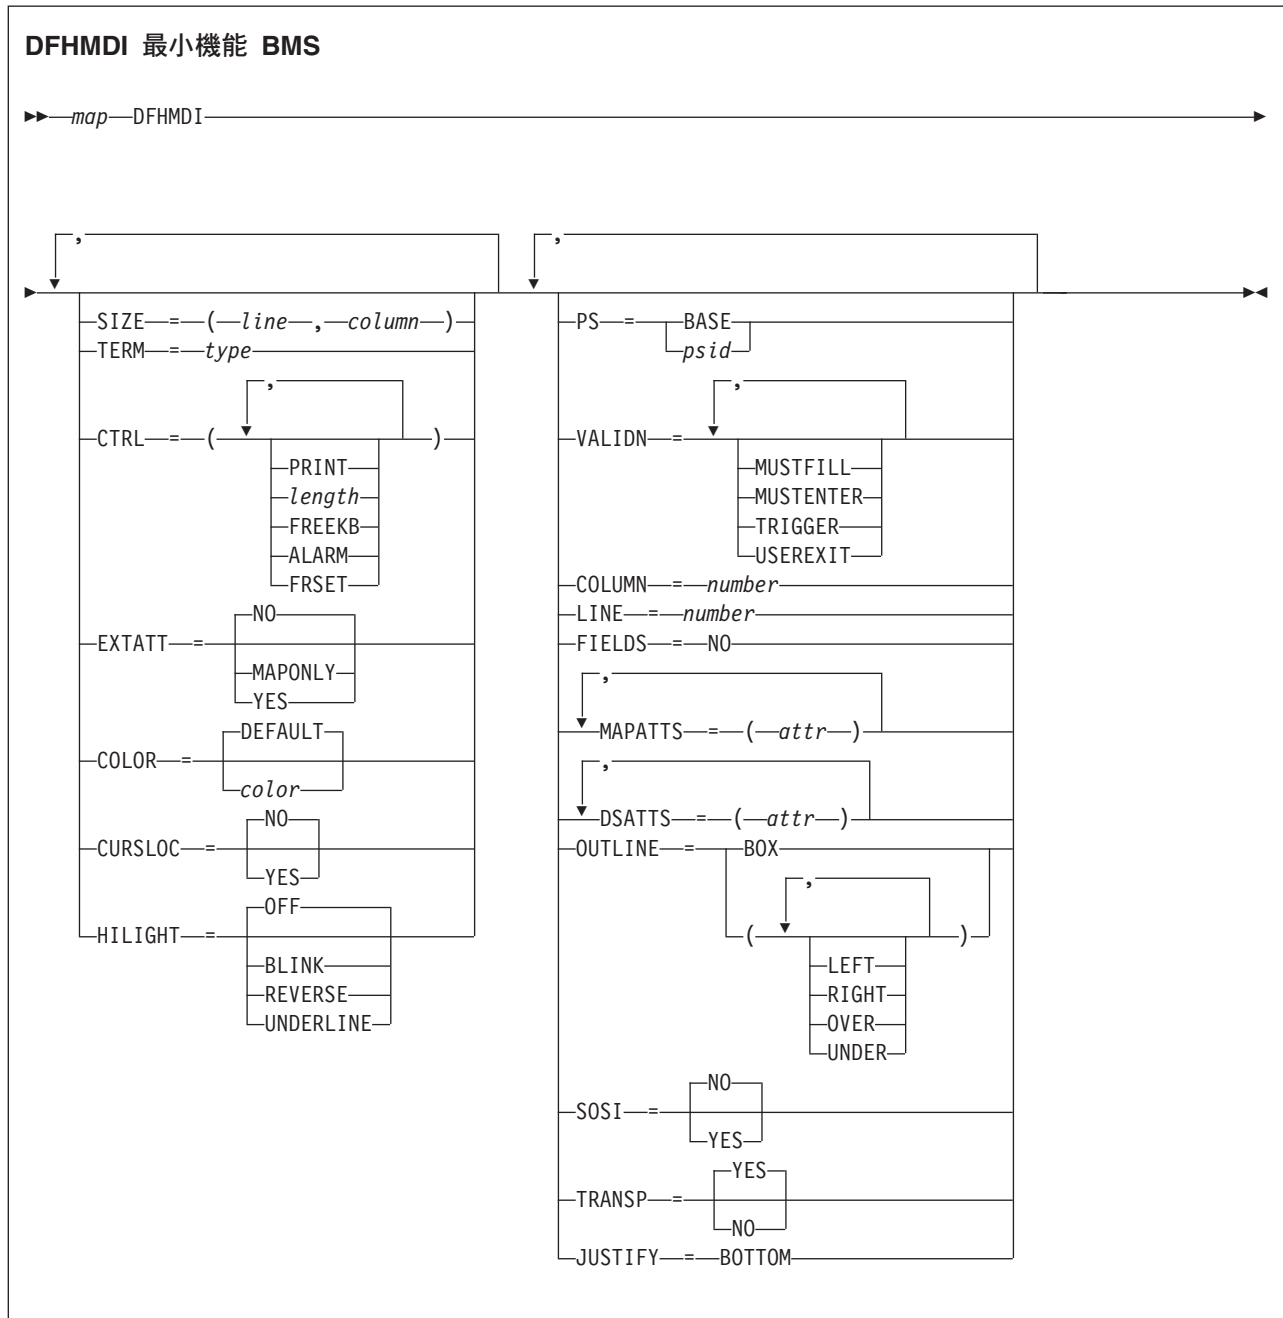 DFHMDI 最小機能 BMS
map DFHMDI
,
SIZE = ( line , column )
TERM = type
,
CTRL = ( )
PRINT
length
FREEKB
ALARM
FRSET
NO
EXTATT =
MAPONLY
YES
DEFAULT
COLOR =
color
NO
CURSLOC =
YES
OFF
HILIGHT =
BLINK
REVERSE
UNDERLINE
,
PS = BASE
psid
,
VALIDN =
MUSTFILL
MUSTENTER
TRIGGER
USEREXIT
COLUMN = number
LINE = number
FIELDS = NO
,
MAPATTS = ( attr )
,
DSATTS = ( attr )
OUTLINE = BOX
,
( )
LEFT
RIGHT
OVER
UNDER
NO
SOSI =
YES
YES
TRANSP =
NO
JUSTIFY = BOTTOM